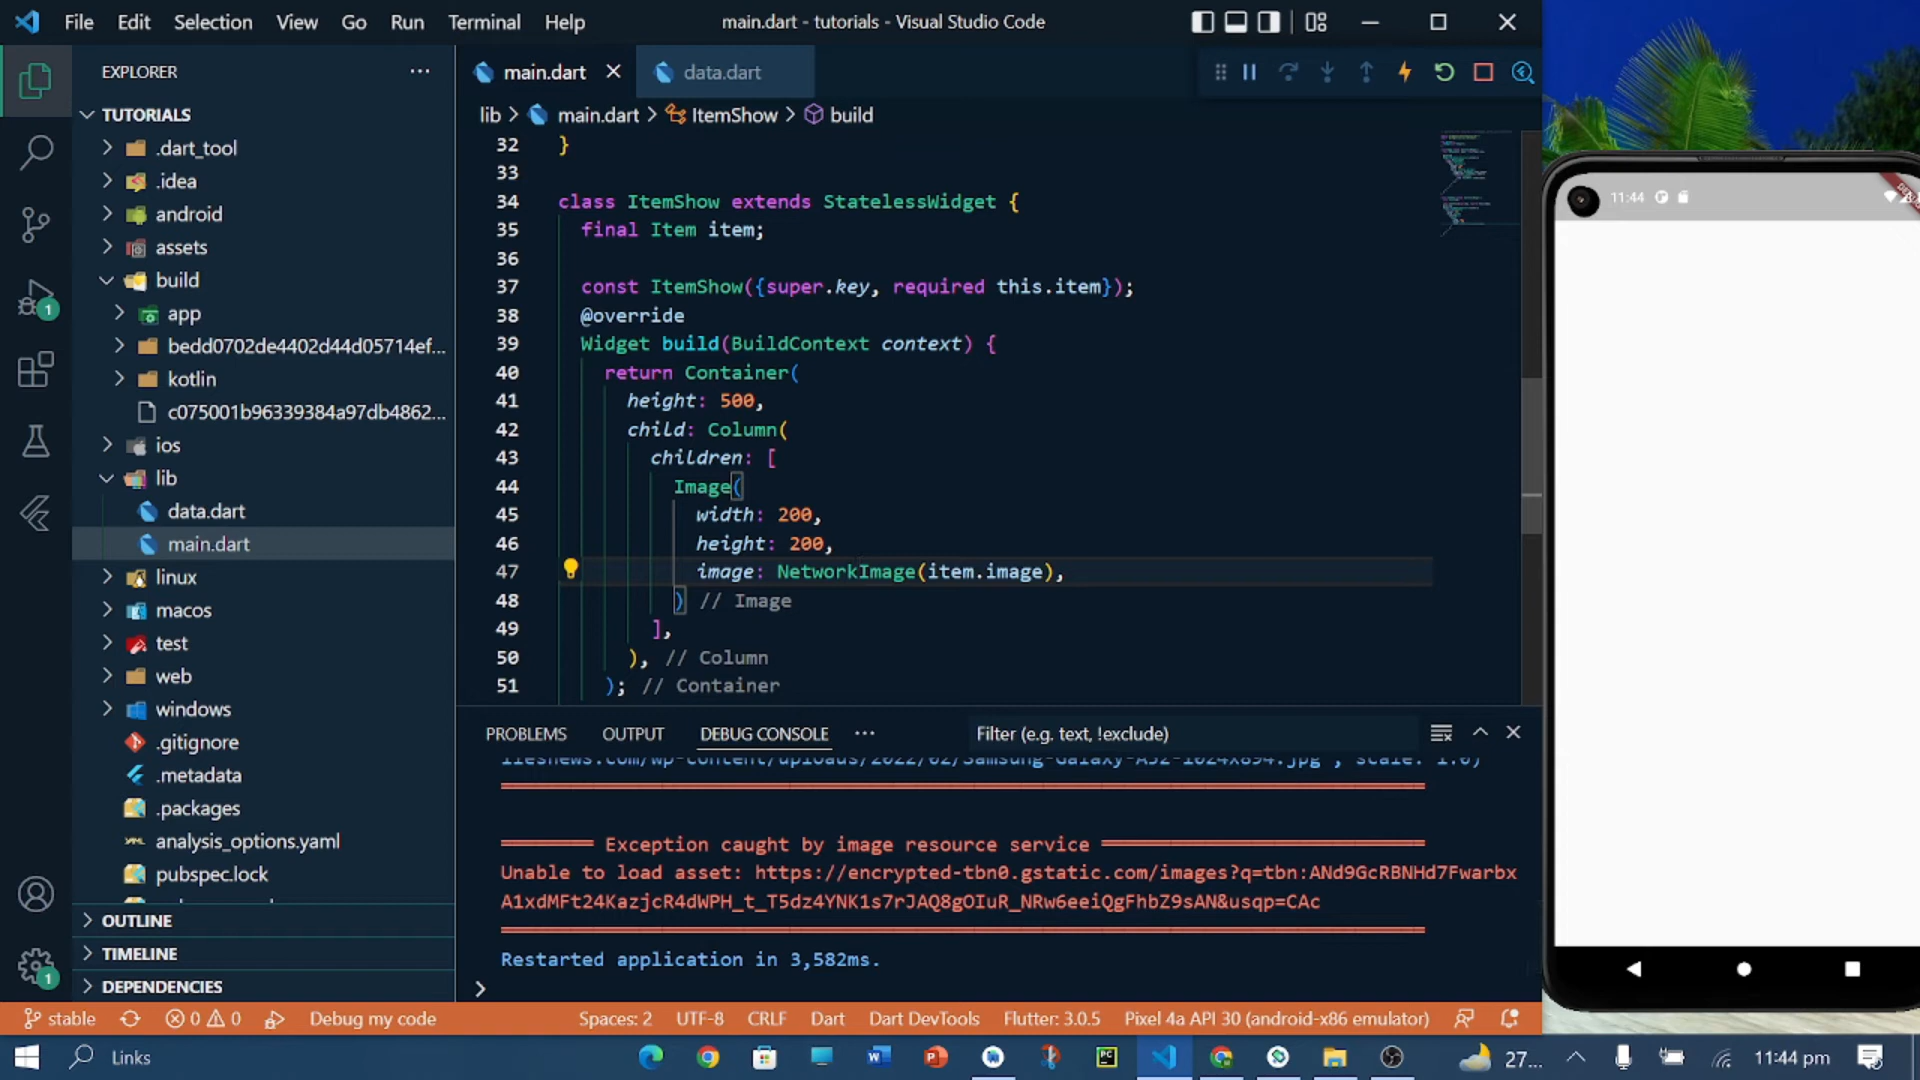 File Edit Selection View Go Run Terminal Help
main.dart - tutorials - Visual Studio Code
EXPLORER
TUTORIALS
.dart_tool
.idea
android
assets
build
app
bedd0702de4402d44d05714ef...
kotlin
c075001b96339384a97db4862...
ios
lib
data.dart
main.dart
linux
macos
test
web
windows
.gitignore
.metadata
.packages
analysis_options.yaml
pubspec.lock
OUTLINE
TIMELINE
DEPENDENCIES
main.dart data.dart
lib > main.dart > ItemShow > build
32 }
33
34 class ItemShow extends StatelessWidget {
35 final Item item;
36
37 const ItemShow({super.key, required this.item});
38 @override
39 Widget build(BuildContext context) {
40 return Container(
41 height: 500,
42 child: Column(
43 children: [
44 Image(
45 width: 200,
46 height: 200,
47 image: NetworkImage(item.image),
48 ) // Image
49 ],
50 ), // Column
51 ); // Container
PROBLEMS OUTPUT DEBUG CONSOLE ... Filter (e.g. text, !exclude)
Exception caught by image resource service
Unable to load asset: https://encrypted-tbn0.gstatic.com/images?q=tbn:ANd9GcRBNHd7Fwarbx
A1xdMFt24KazjcR4dWPH_t_T5dz4YNK1s7rJAQ8gOIuR_NRw6eeiQgFhbZ9sAN&usqp=CAc
Restarted application in 3,582ms.
>
11:44
1
1
stable 0 0 Debug my code Spaces: 2 UTF-8 CRLF Dart Dart DevTools Flutter: 3.0.5 Pixel 4a API 30 (android-x86 emulator)
Links 27... 11:44 pm